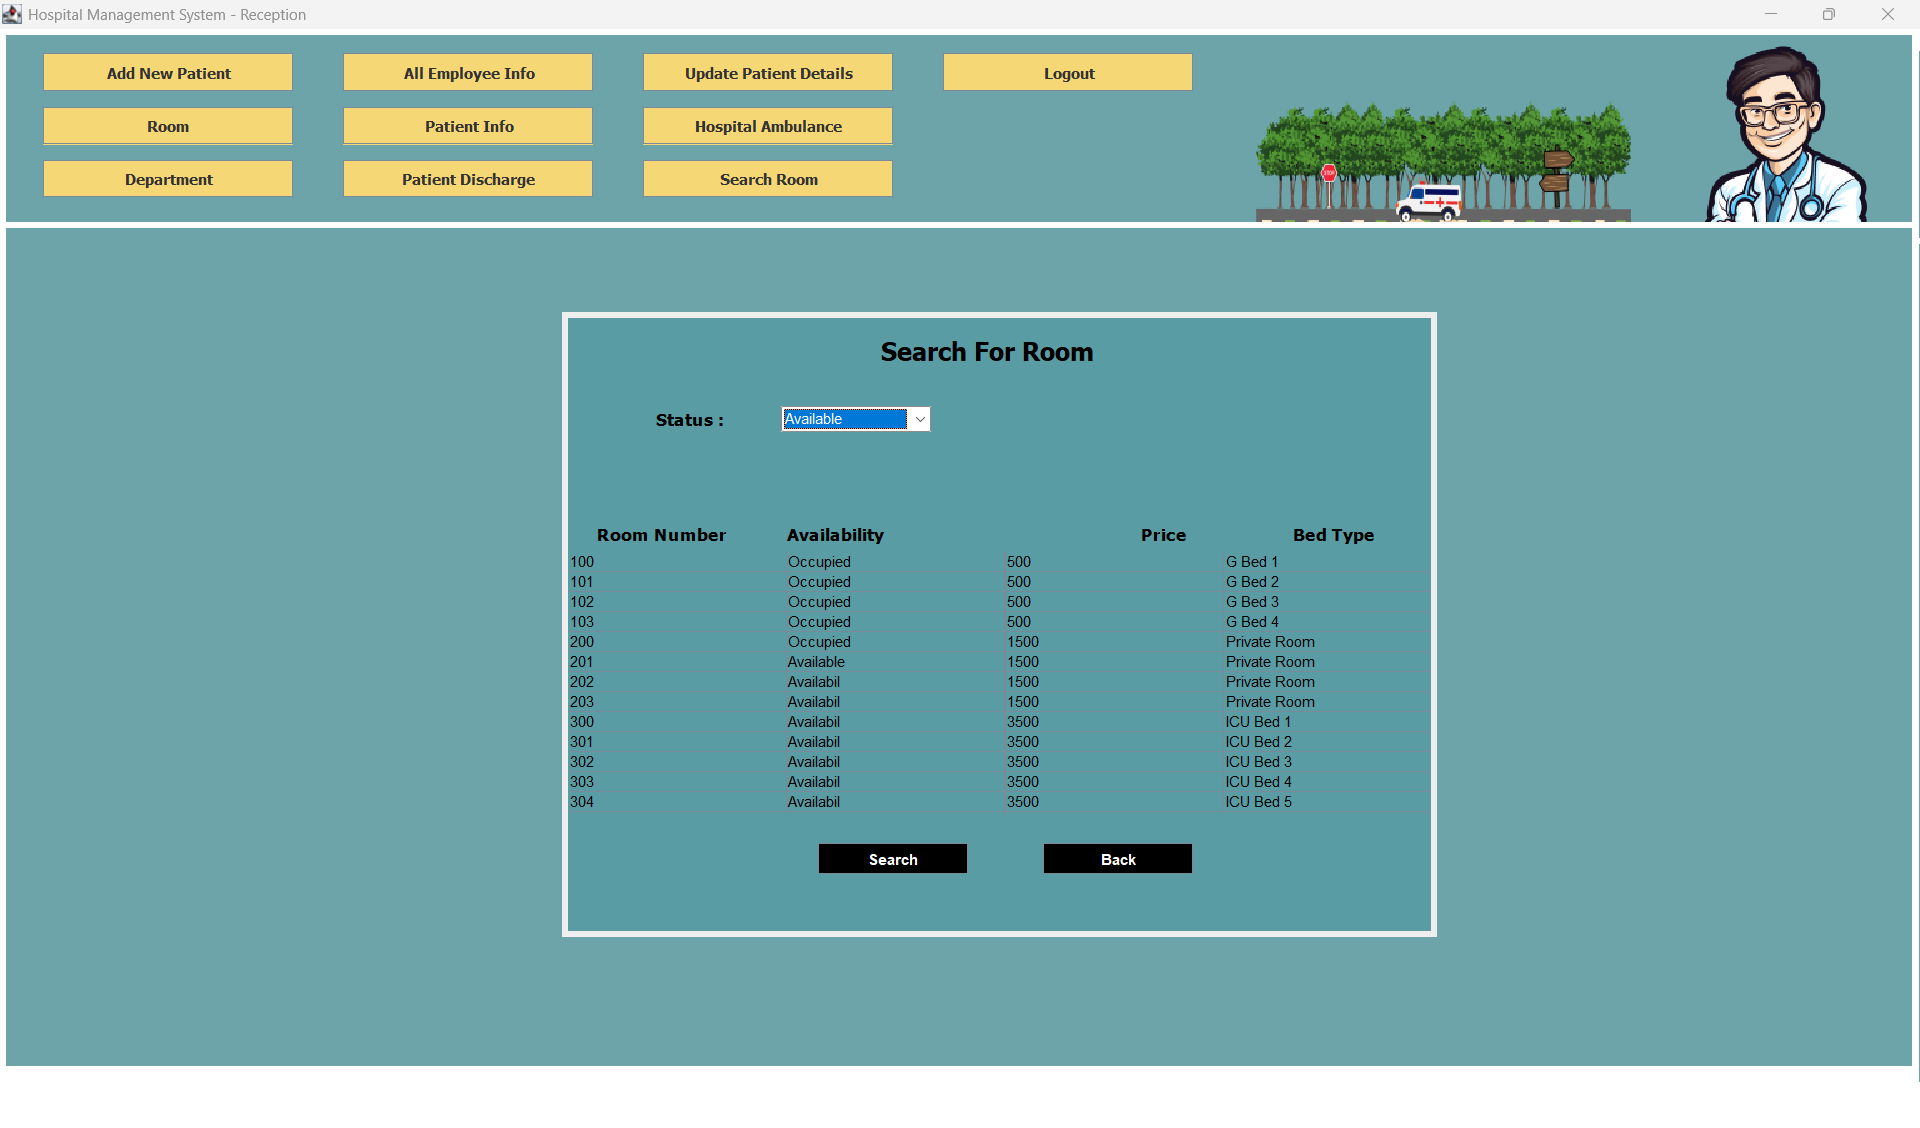 Hospital Management System - Reception
Add New Patient All Employee Info Update Patient Details Logout
Room Patient Info Hospital Ambulance
Department Patient Discharge Search Room
STOP
Search For Room
Status : Available
Room Number Availability Price Bed Type
100 Occupied 500 G Bed 1
101 Occupied 500 G Bed 2
102 Occupied 500 G Bed 3
103 Occupied 500 G Bed 4
200 Occupied 1500 Private Room
201 Available 1500 Private Room
202 Availabil 1500 Private Room
203 Availabil 1500 Private Room
300 Availabil 3500 ICU Bed 1
301 Availabil 3500 ICU Bed 2
302 Availabil 3500 ICU Bed 3
303 Availabil 3500 ICU Bed 4
304 Availabil 3500 ICU Bed 5
Search Back